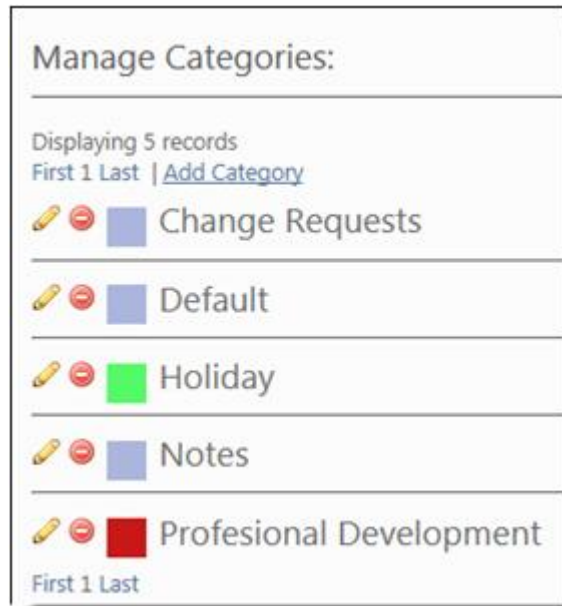 Manage Categories:
Displaying 5 records
First 1 Last | Add Category
Change Requests
Default
Holiday
Notes
Profesional Development
First 1 Last